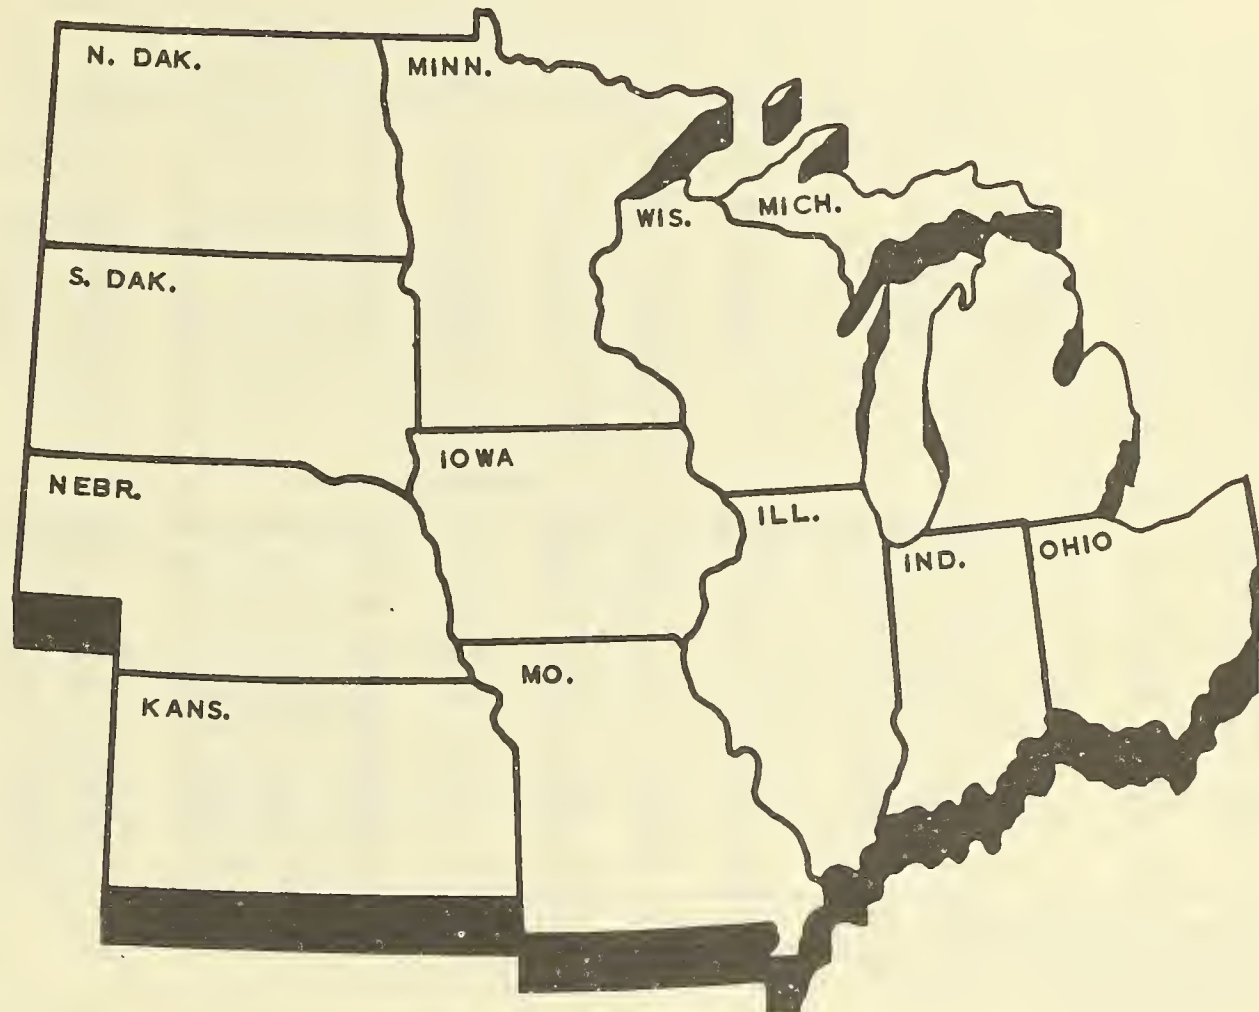 N. DAK.
MINN.
S. DAK.
WIS.
MICH.
NEBR.
IOWA
ILL.
IND.
OHIO
KANS.
MO.